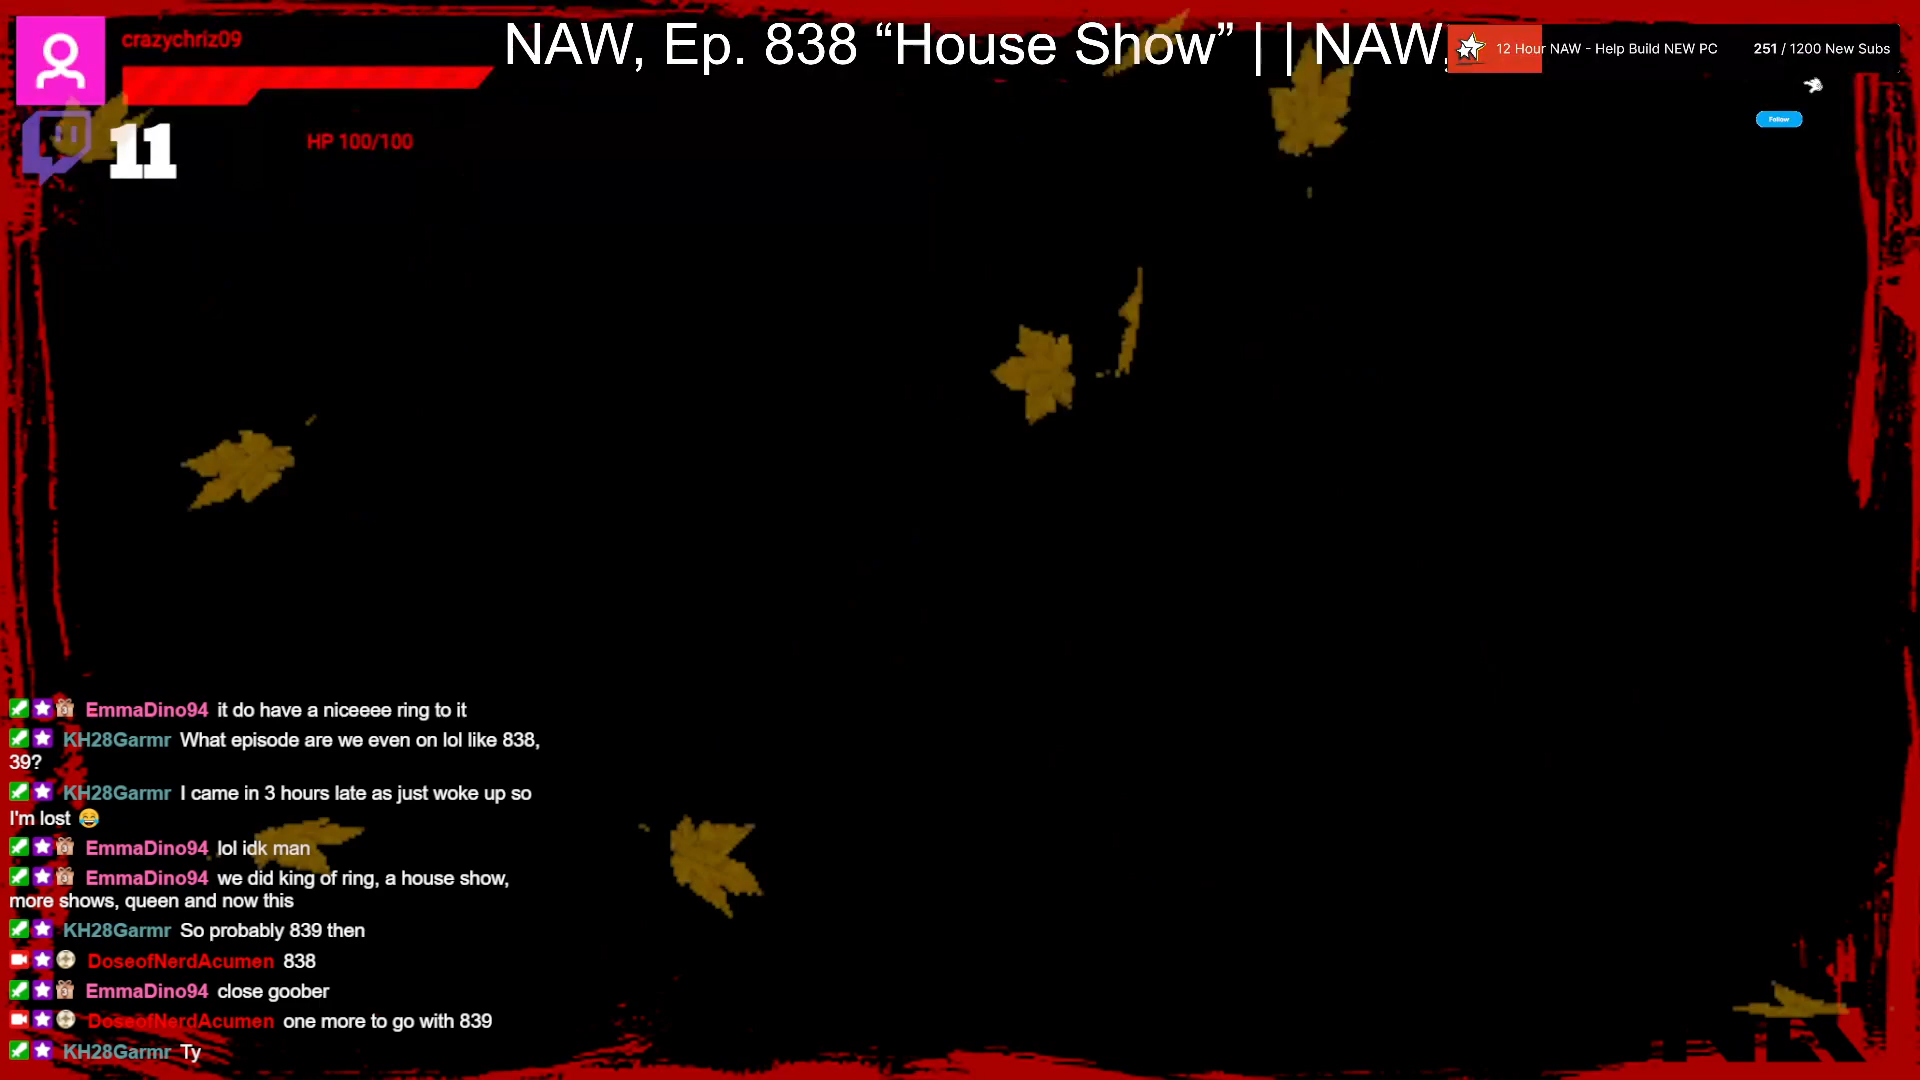 crazychriz09
NAW, Ep. 838 “House Show” | | NAW,
12 Hour NAW - Help Build NEW PC 251 / 1200 New Subs
Follow
11
HP 100/100
EmmaDino94 it do have a niceeee ring to it
KH28Garmr What episode are we even on lol like 838,
39?
KH28Garmr I came in 3 hours late as just woke up so
I'm lost 😂
EmmaDino94 lol idk man
EmmaDino94 we did king of ring, a house show,
more shows, queen and now this
KH28Garmr So probably 839 then
DoseofNerdAcumen 838
EmmaDino94 close goober
DoseofNerdAcumen one more to go with 839
KH28Garmr Ty